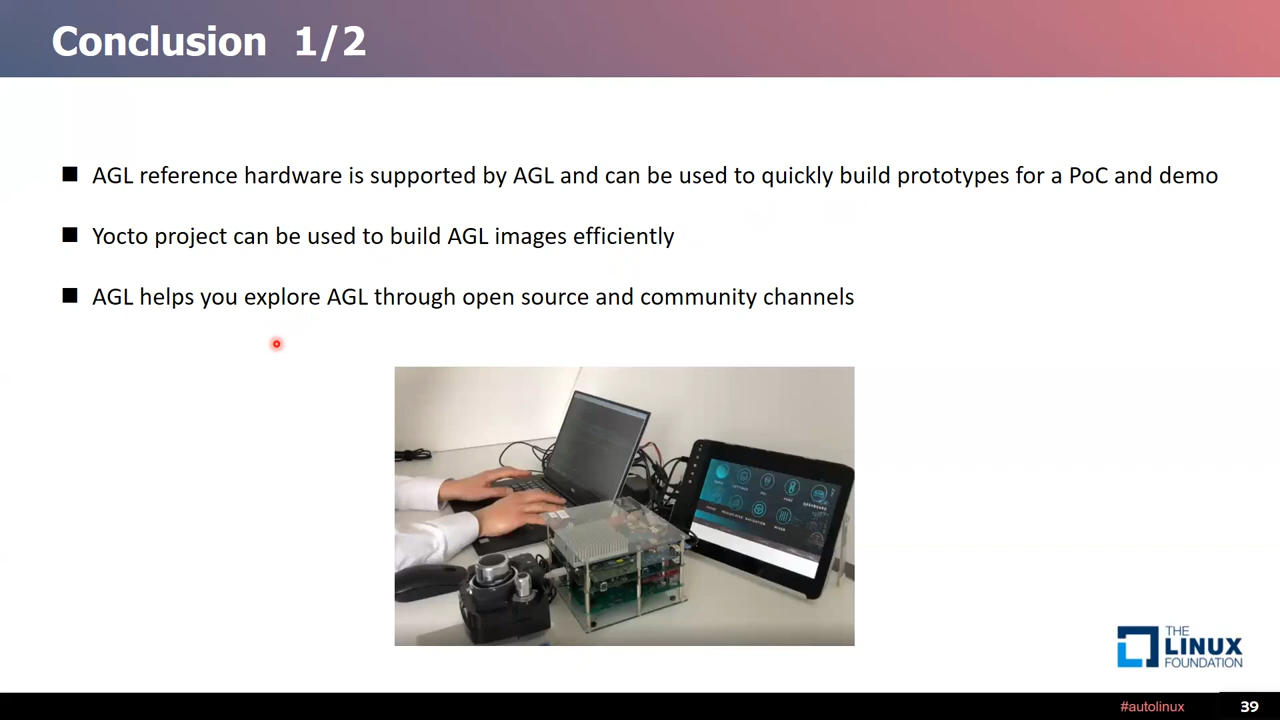 Conclusion 1/2
AGL reference hardware is supported by AGL and can be used to quickly build prototypes for a PoC and demo
Yocto project can be used to build AGL images efficiently
AGL helps you explore AGL through open source and community channels
THE
LINUX
FOUNDATION
#autolinux
39